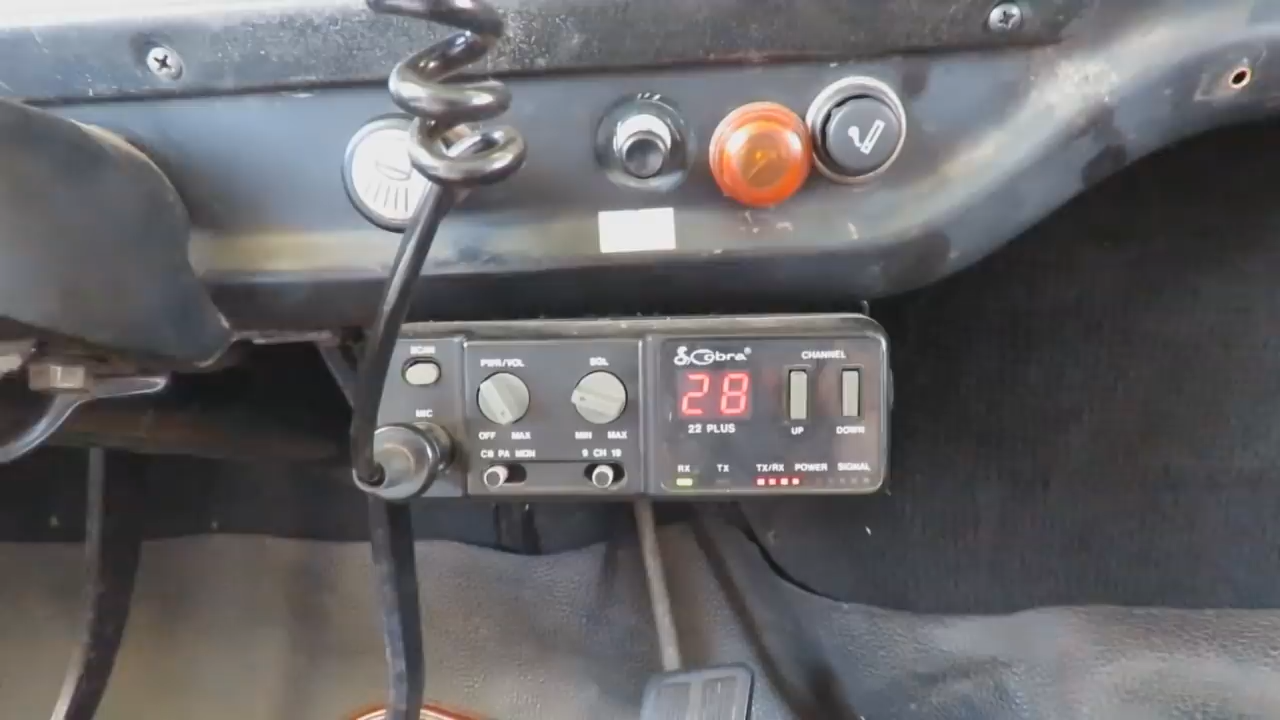 SCAN
PWR/VOL
SQL
Cobra®
CHANNEL
28
MIC
22 PLUS
UP
DOWN
OFF MAX
MIN MAX
CB PA MON
9 CH 19
RX TX TX/RX POWER SIGNAL